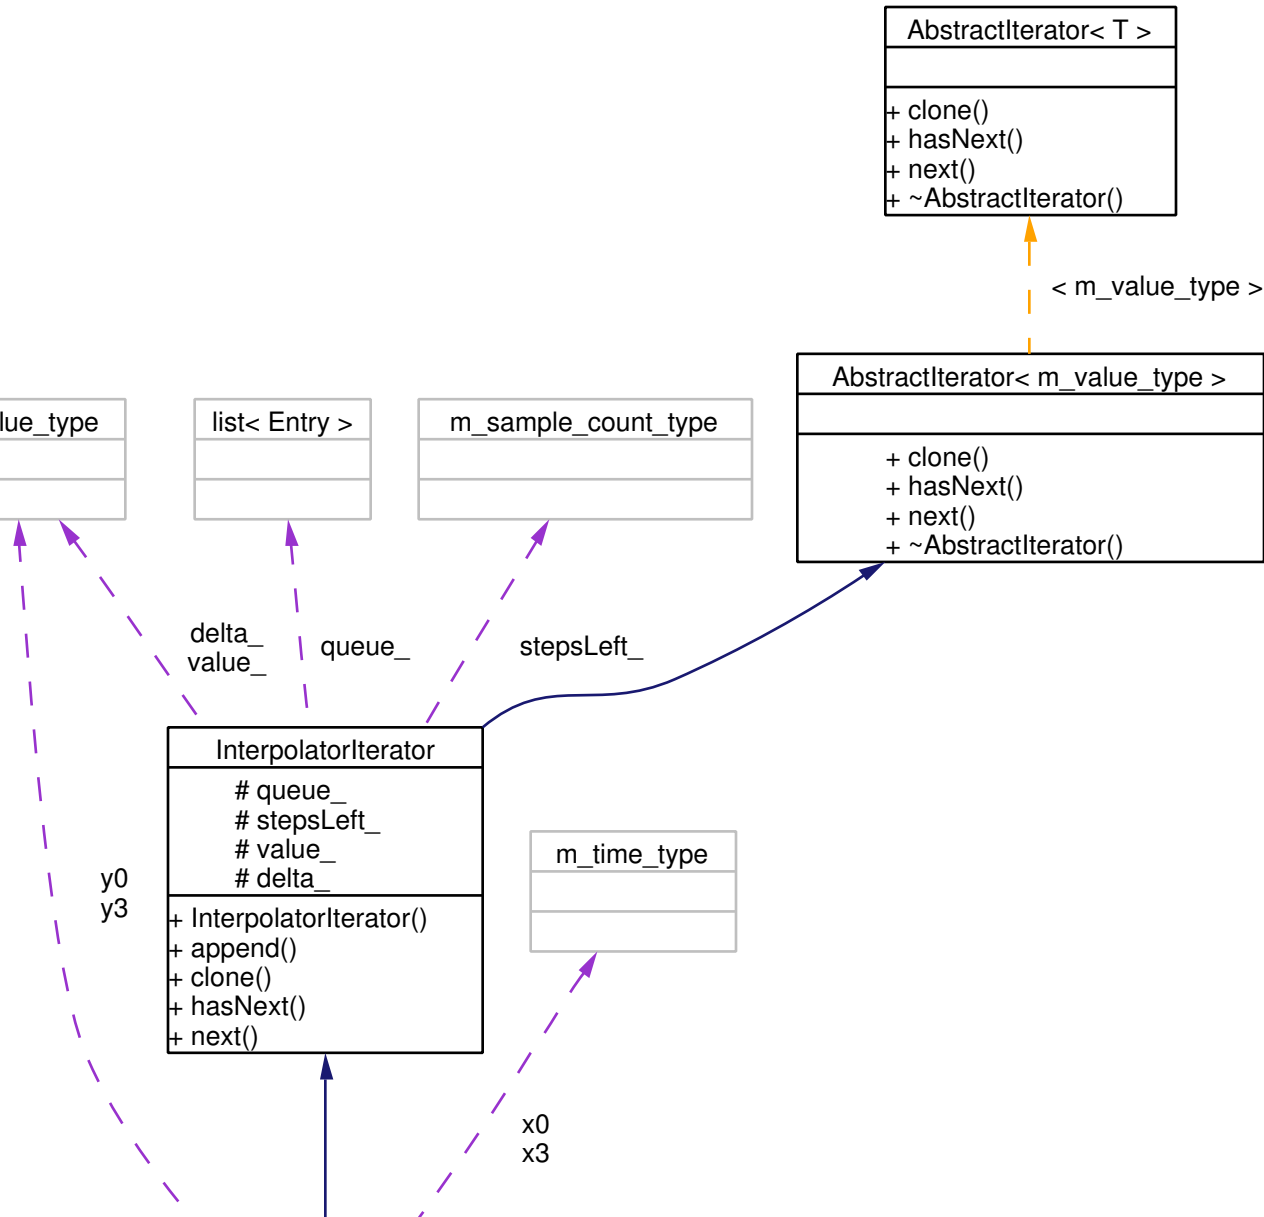 AbstractIterator< T >
+ clone()
+ hasNext()
+ next()
+ ~AbstractIterator()
< m_value_type >
AbstractIterator< m_value_type >
+ clone()
+ hasNext()
+ next()
+ ~AbstractIterator()
lue_type
list< Entry >
m_sample_count_type
delta_
value_
queue_
stepsLeft_
InterpolatorIterator
# queue_
# stepsLeft_
# value_
# delta_
+ InterpolatorIterator()
+ append()
+ clone()
+ hasNext()
+ next()
m_time_type
y0
y3
x0
x3